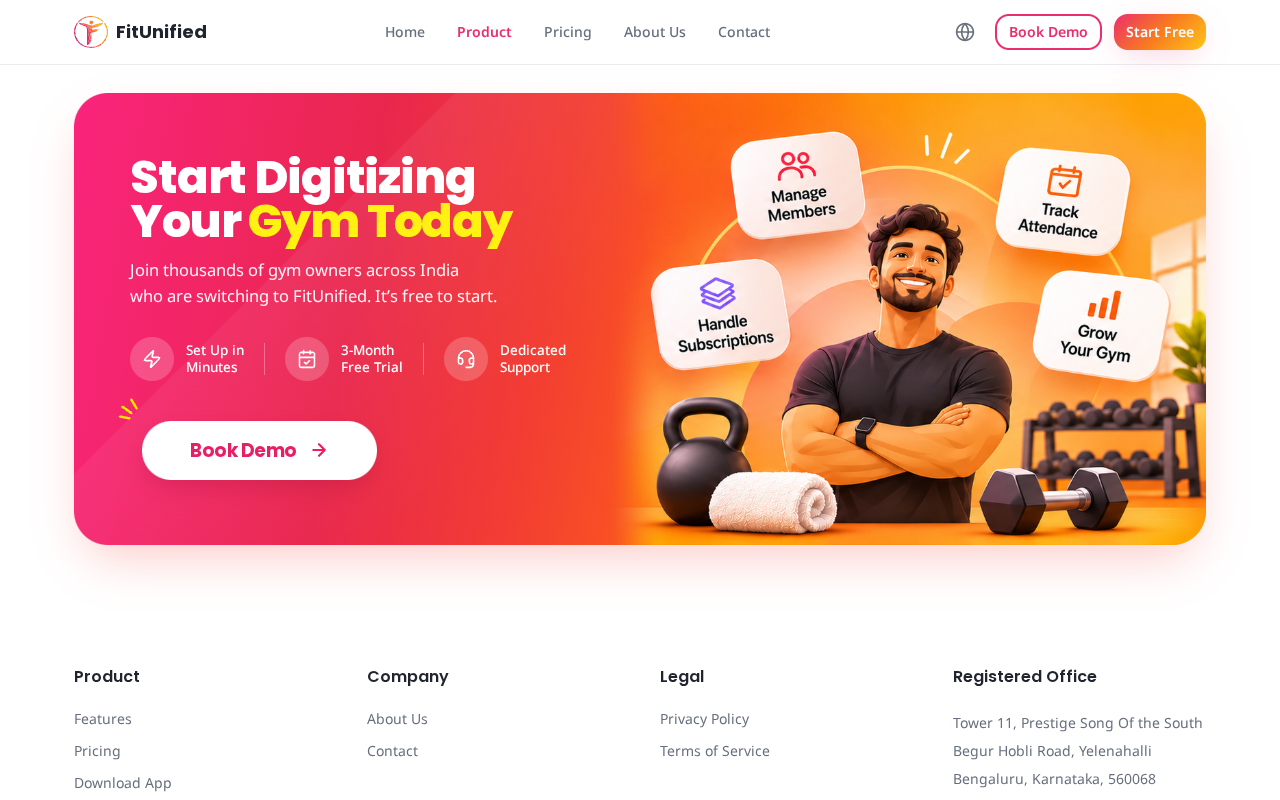 FitUnified
Home
Product
Pricing
About Us
Contact
Book Demo
Start Free
Start Digitizing
Your Gym Today
Join thousands of gym owners across India
who are switching to FitUnified. It’s free to start.
Set Up in
Minutes
3-Month
Free Trial
Dedicated
Support
Book Demo
Manage
Members
Track
Attendance
Handle
Subscriptions
Grow
Your Gym
Product
Features
Pricing
Download App
Company
About Us
Contact
Legal
Privacy Policy
Terms of Service
Registered Office
Tower 11, Prestige Song Of the South
Begur Hobli Road, Yelenahalli
Bengaluru, Karnataka, 560068